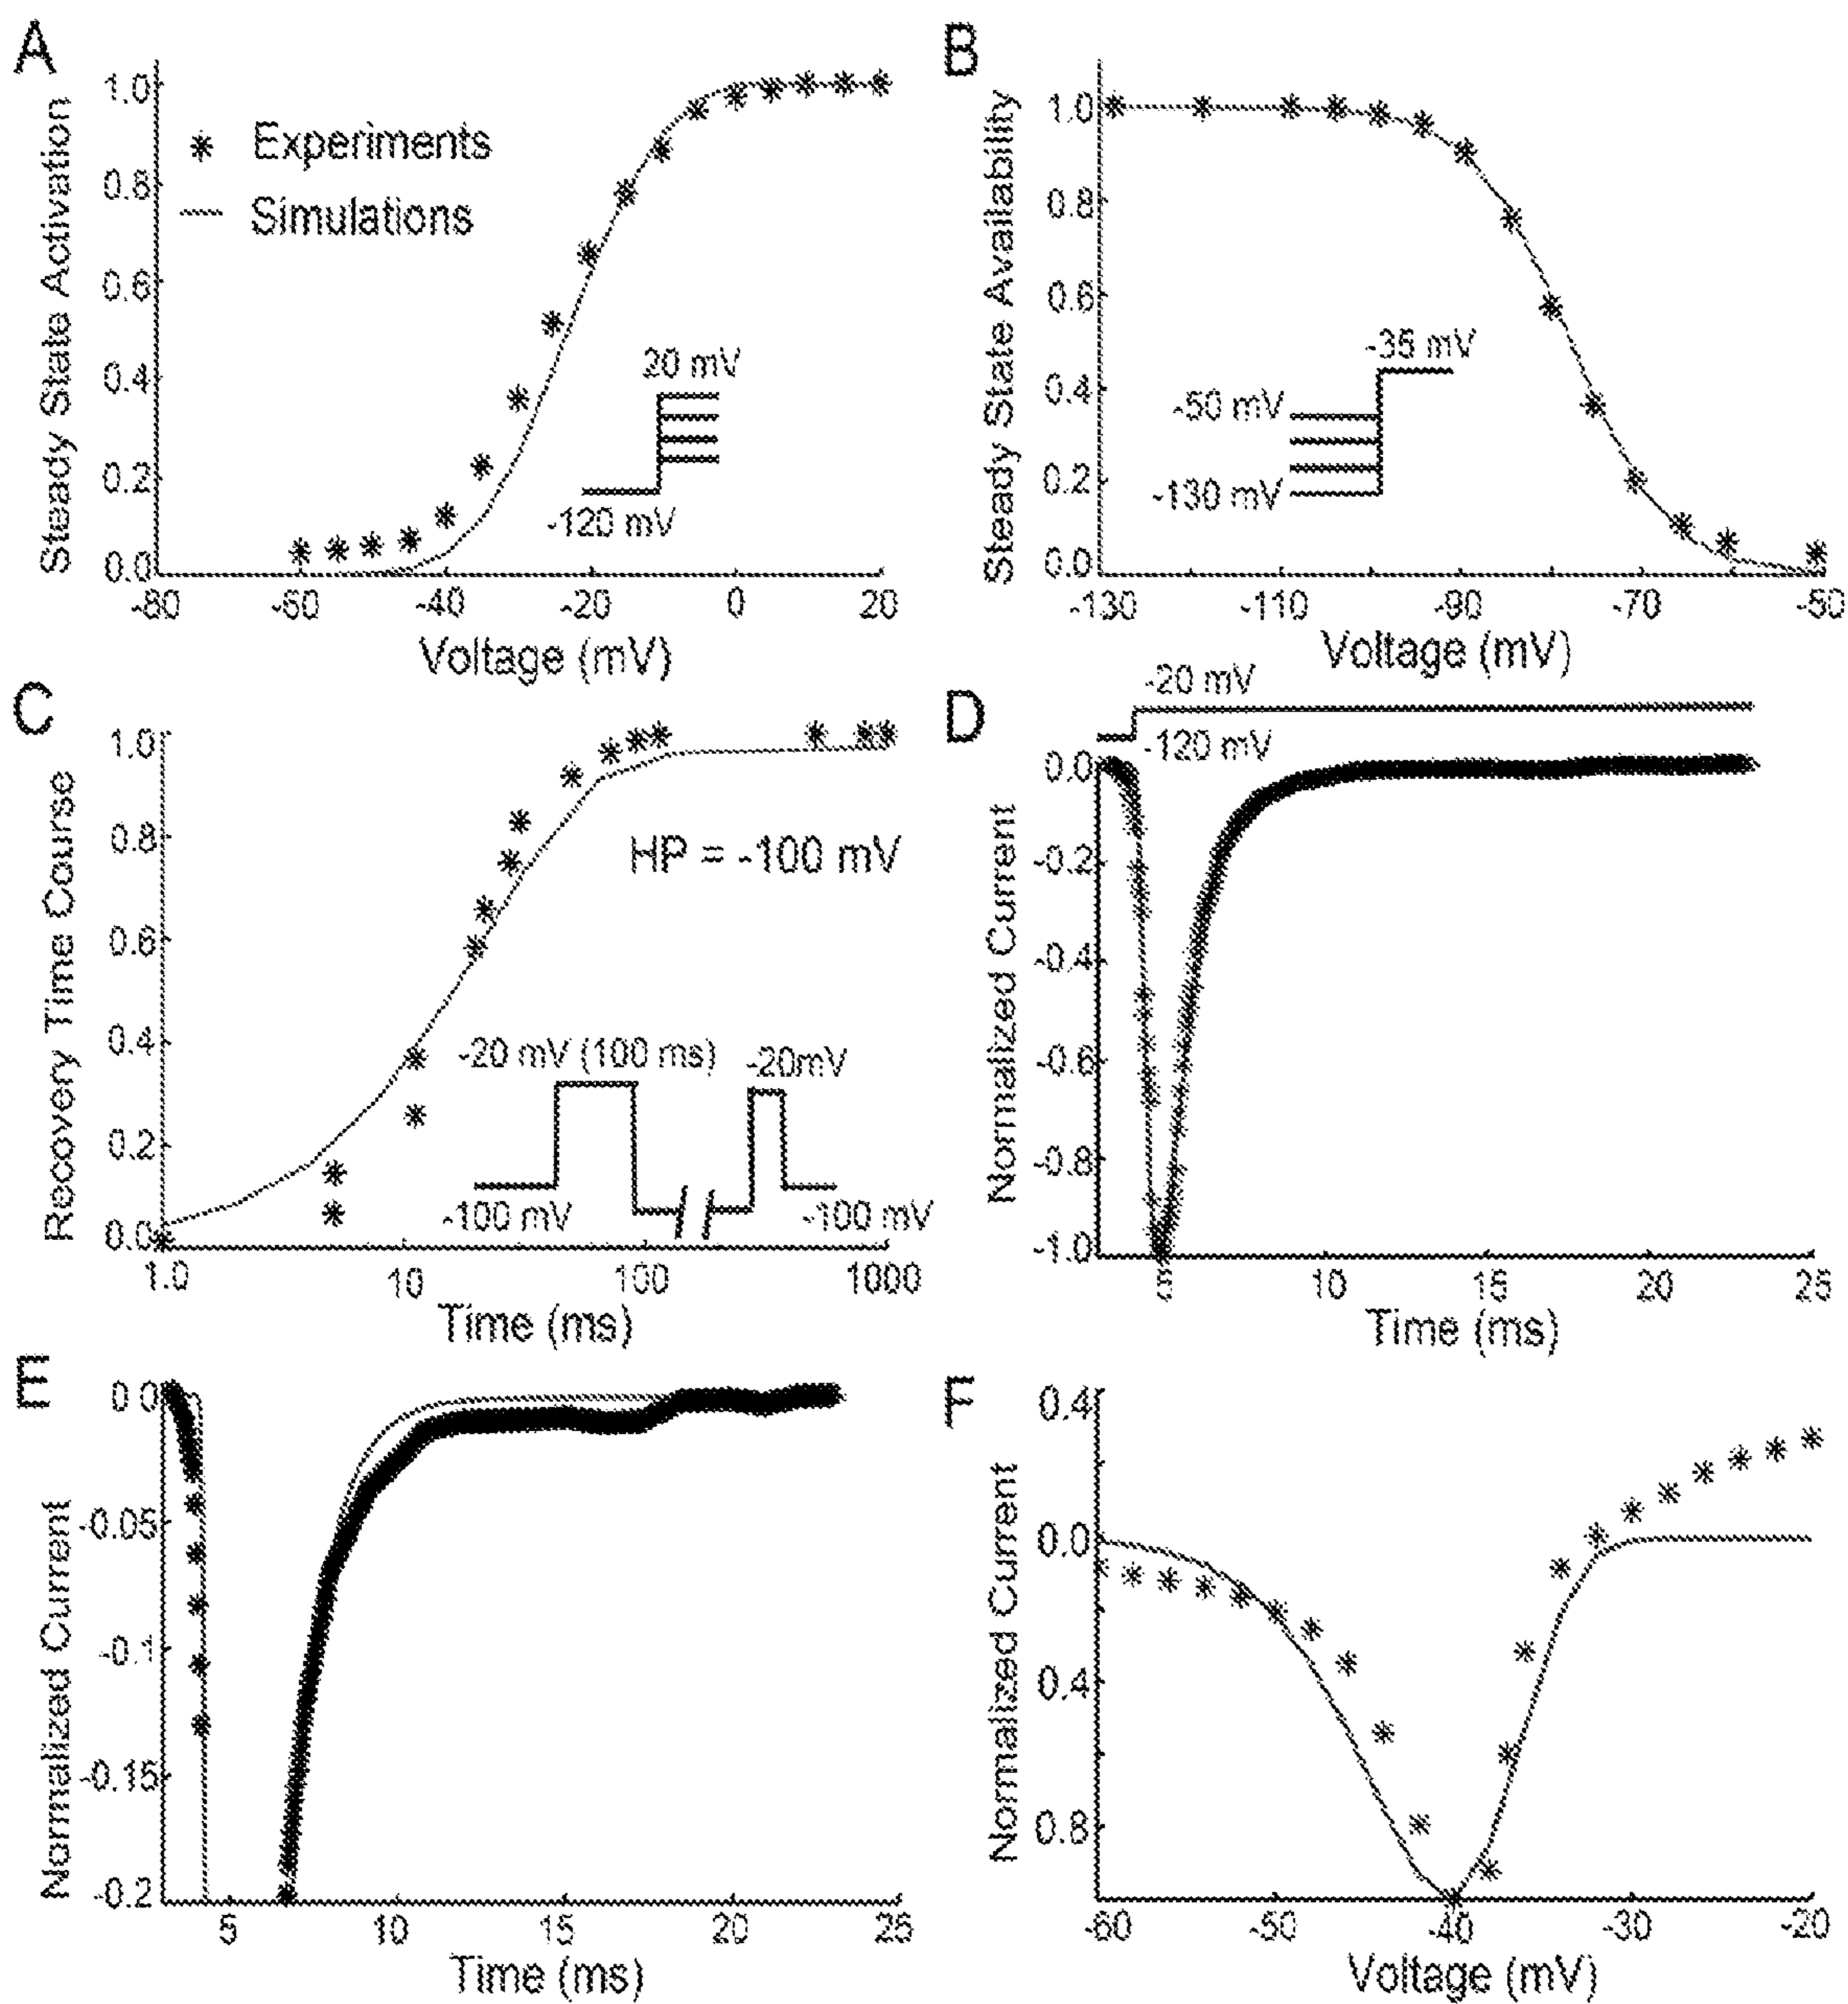 A
Steady State Activation
1.0
0.8
0.6
0.4
0.2
0.0
Experiments
Simulations
20 mV
-120 mV
-80
-60
-40
-20
0
20
Voltage (mV)
B
Steady State Availability
1.0
0.8
0.6
0.4
0.2
0.0
-35 mV
-50 mV
-130 mV
-130
-110
-90
-70
-50
Voltage (mV)
C
Recovery Time Course
1.0
0.8
0.6
0.4
0.2
0.0
HP = -100 mV
-20 mV (100 ms)
-20mV
-100 mV
-100 mV
1.0
10
100
1000
Time (ms)
D
-20 mV
-120 mV
Normalized Current
0.0
-0.2
-0.4
-0.6
-0.8
-1.0
5
10
15
20
25
Time (ms)
E
Normalized Current
0.0
-0.05
-0.1
-0.15
-0.2
5
10
15
20
25
Time (ms)
F
Normalized Current
0.4
0.0
0.4
0.8
-60
-50
-40
-30
-20
Voltage (mV)